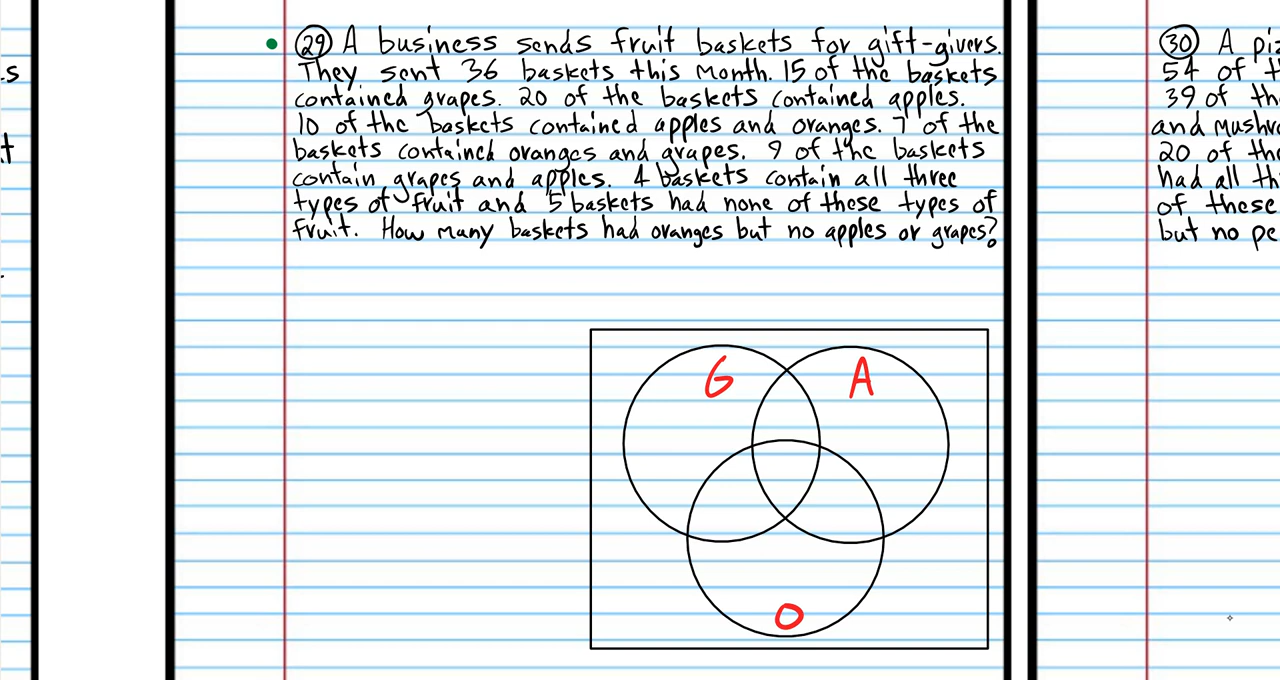 s
t
㉙ A business sends fruit baskets for gift-givers.
They sent 36 baskets this month. 15 of the baskets
contained grapes. 20 of the baskets contained apples.
10 of the baskets contained apples and oranges. 7 of the
baskets contained oranges and grapes. 9 of the baskets
contain grapes and apples. 4 baskets contain all three
types of fruit and 5 baskets had none of these types of
fruit. How many baskets had oranges but no apples or grapes?
G A
O
㉚ A piz
54 of t
39 of th
and mushr
20 of th
had all th
of these
but no pe